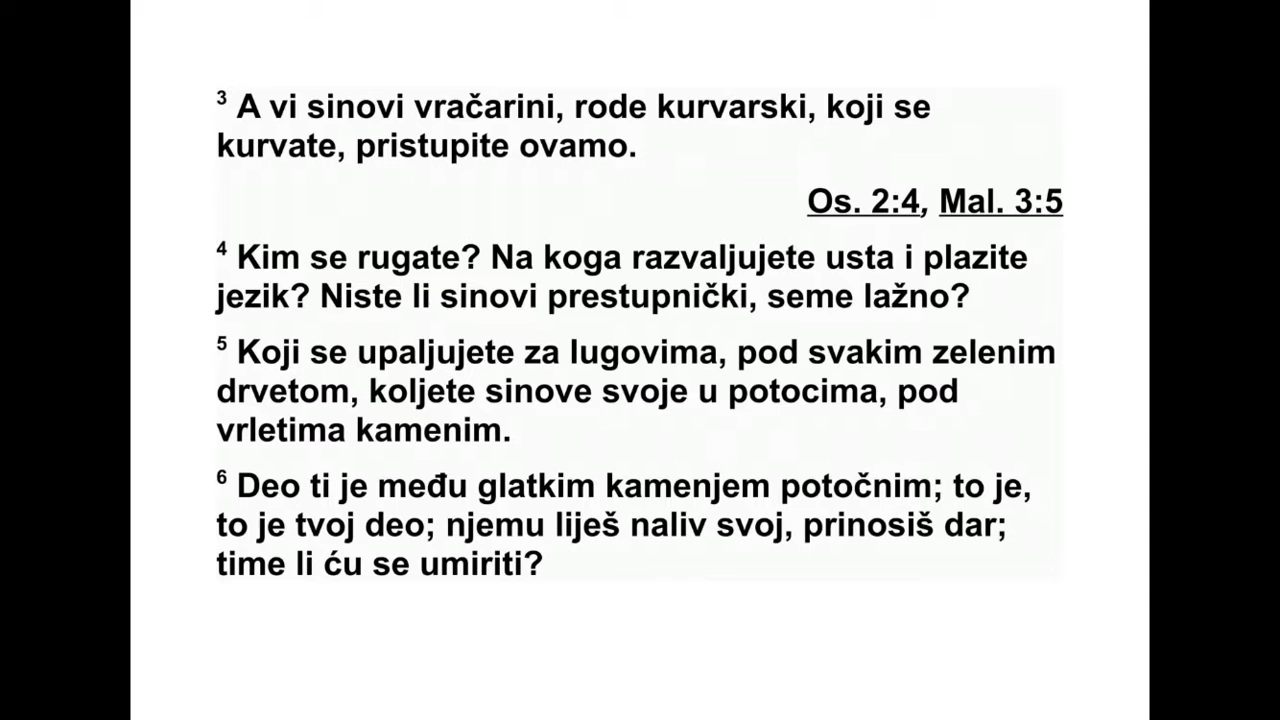 3 A vi sinovi vračarini, rode kurvarski, koji se
kurvate, pristupite ovamo.
Os. 2:4, Mal. 3:5
4 Kim se rugate? Na koga razvaljujete usta i plazite
jezik? Niste li sinovi prestupnički, seme lažno?
5 Koji se upaljujete za lugovima, pod svakim zelenim
drvetom, koljete sinove svoje u potocima, pod
vrletima kamenim.
6 Deo ti je među glatkim kamenjem potočnim; to je,
to je tvoj deo; njemu liješ naliv svoj, prinosiš dar;
time li ću se umiriti?